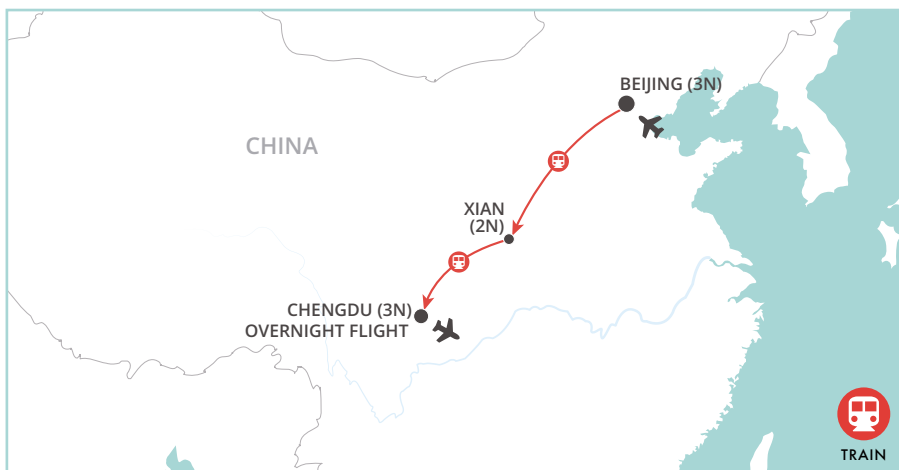 BEIJING (3N)
CHINA
XIAN
(2N)
CHENGDU (3N)
OVERNIGHT FLIGHT
TRAIN